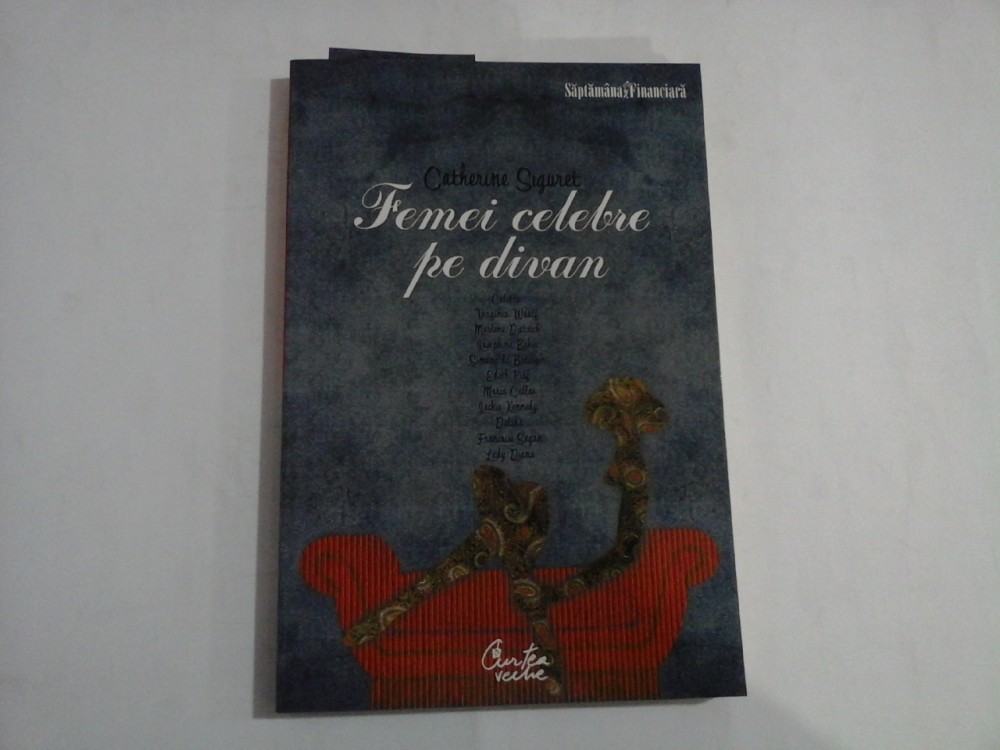 Săptămâna Financiară
Catherine Siguret
Femei celebre
pe divan
Colette
Virginia Woolf
Marlene Dietrich
Josephine Baker
Simone de Beauvoir
Edith Piaf
Maria Callas
Jackie Kennedy
Dalida
Francoise Sagan
Lady Diana
Curtea
veche